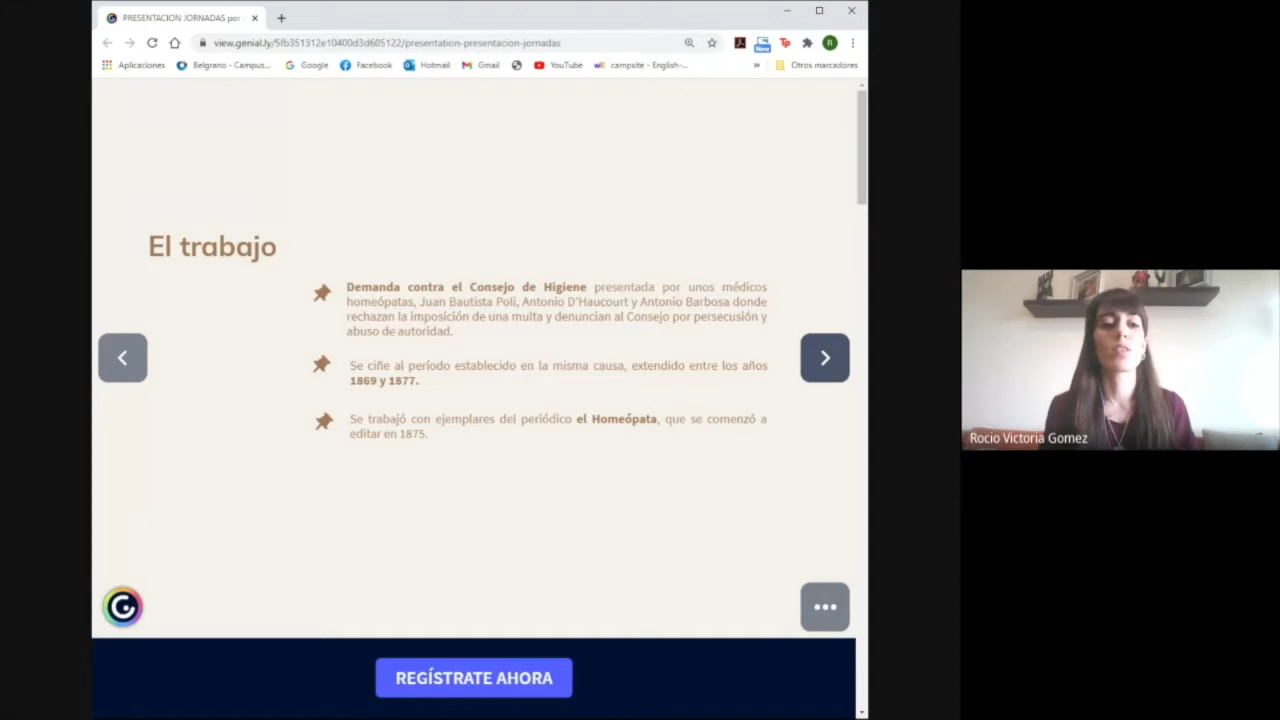 PRESENTACION JORNADAS por
view.genial.ly/5fb351312e10400d3d605122/presentation-presentacion-jornadas
New
Tp
R
Aplicaciones
Belgrano - Campus...
Google
Facebook
Hotmail
Gmail
YouTube
WK
campsite - English-...
»
Otros marcadores
El trabajo
Demanda contra el Consejo de Higiene presentada por unos médicos
homeópatas, Juan Bautista Poli, Antonio D'Haucourt y Antonio Barbosa donde
rechazan la imposición de una multa y denuncian al Consejo por persecución y
abuso de autoridad.
Se ciñe al período establecido en la misma causa, extendido entre los años
1869 y 1877.
Se trabajó con ejemplares del periódico el Homeópata, que se comenzó a
editar en 1875.
REGÍSTRATE AHORA
Rocio Victoria Gomez